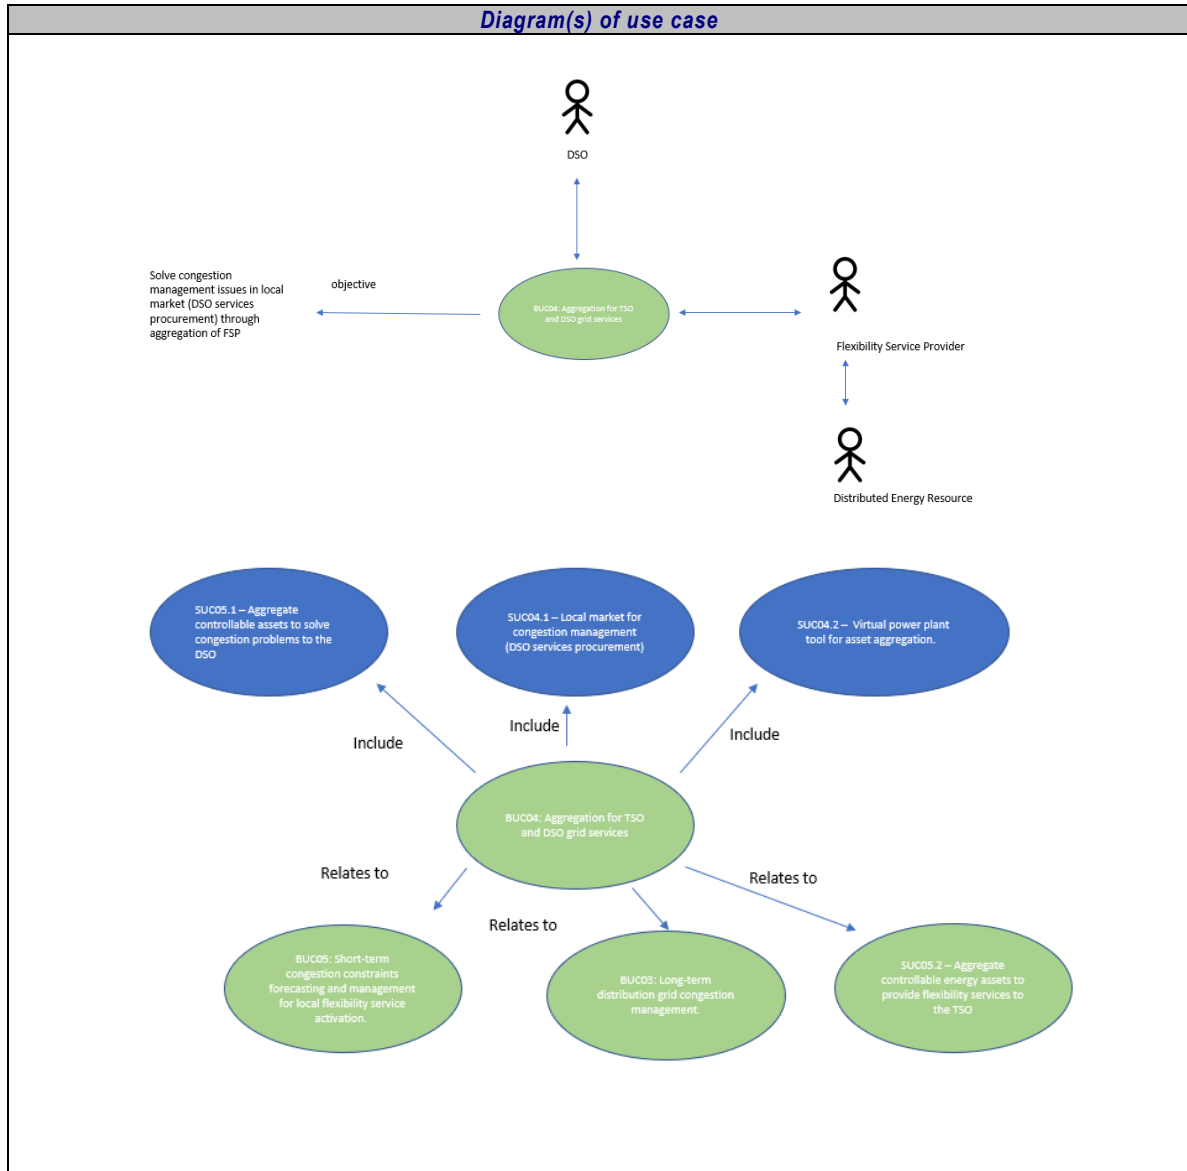 Diagram(s) of use case
DSO
Solve congestion
management issues in local
market (DSO services
procurement) through
aggregation of FSP
objective
BUC04: Aggregation for TSO
and DSO grid services
Flexibility Service Provider
Distributed Energy Resource
SUC05.1 – Aggregate
controllable assets to solve
congestion problems to the
DSO
SUC04.1 – Local market for
congestion management
(DSO services procurement)
SUC04.2 – Virtual power plant
tool for asset aggregation.
Include
Include
Include
BUC04: Aggregation for TSO
and DSO grid services
Relates to
Relates to
Relates to
BUC05: Short-term
congestion constraints
forecasting and management
for local flexibility service
activation.
BUC03: Long-term
distribution grid congestion
management.
SUC05.2 – Aggregate
controllable energy assets to
provide flexibility services to
the TSO